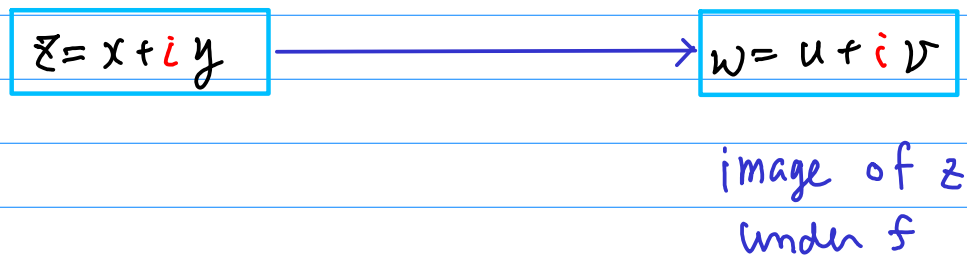 z = x + i y → w = u + i v
image of z
under f